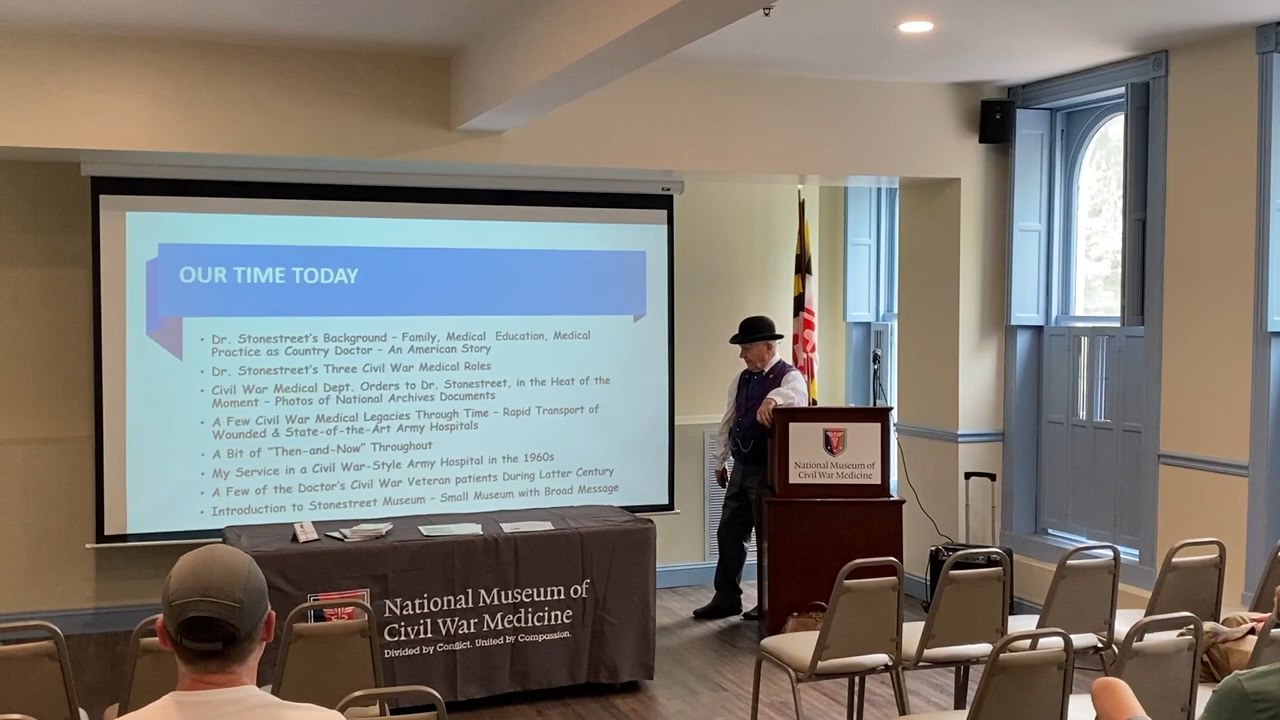 OUR TIME TODAY
• Dr. Stonestreet's Background – Family, Medical Education, Medical
Practice as Country Doctor – An American Story
• Dr. Stonestreet's Three Civil War Medical Roles
• Civil War Medical Dept. Orders to Dr. Stonestreet, in the Heat of the
Moment – Photos of National Archives Documents
• A Few Civil War Medical Legacies Through Time – Rapid Transport of
Wounded & State-of-the-Art Army Hospitals
• A Bit of "Then-and-Now" Throughout
• My Service in a Civil War-Style Army Hospital in the 1960s
• A Few of the Doctor's Civil War Veteran patients During Latter Century
• Introduction to Stonestreet Museum – Small Museum with Broad Message
National Museum of
Civil War Medicine
National Museum of
Civil War Medicine
Divided by Conflict. United by Compassion.